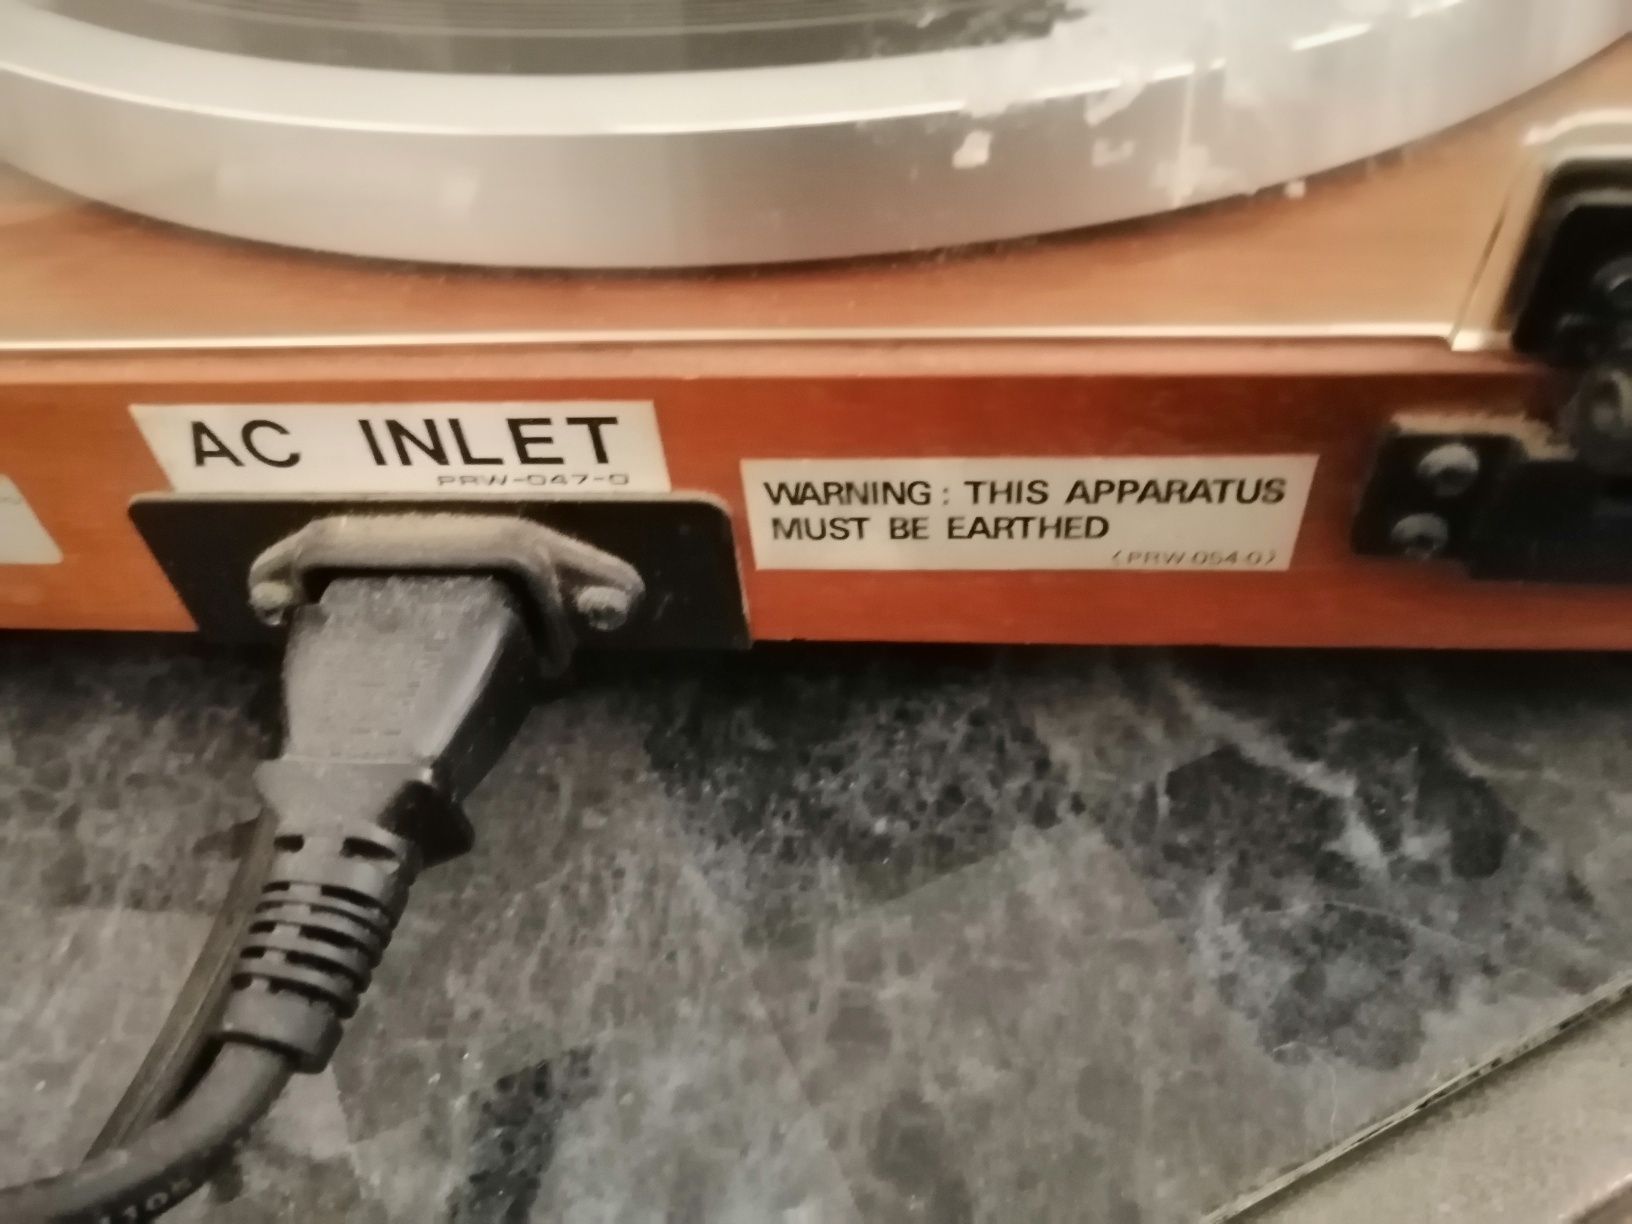 AC INLET
PRW-047-0
WARNING : THIS APPARATUS
MUST BE EARTHED
(PRW-054-0)